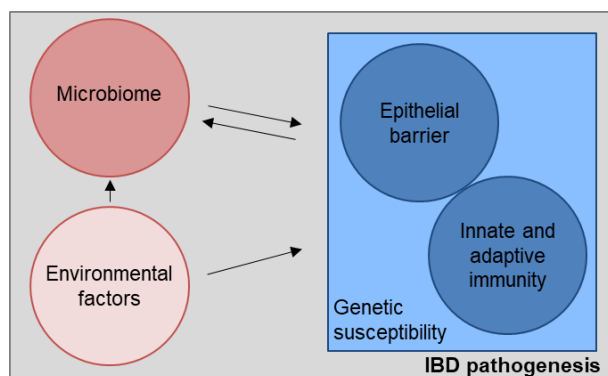 Microbiome
Environmental
factors
Epithelial
barrier
Innate and
adaptive
immunity
Genetic
susceptibility
IBD pathogenesis